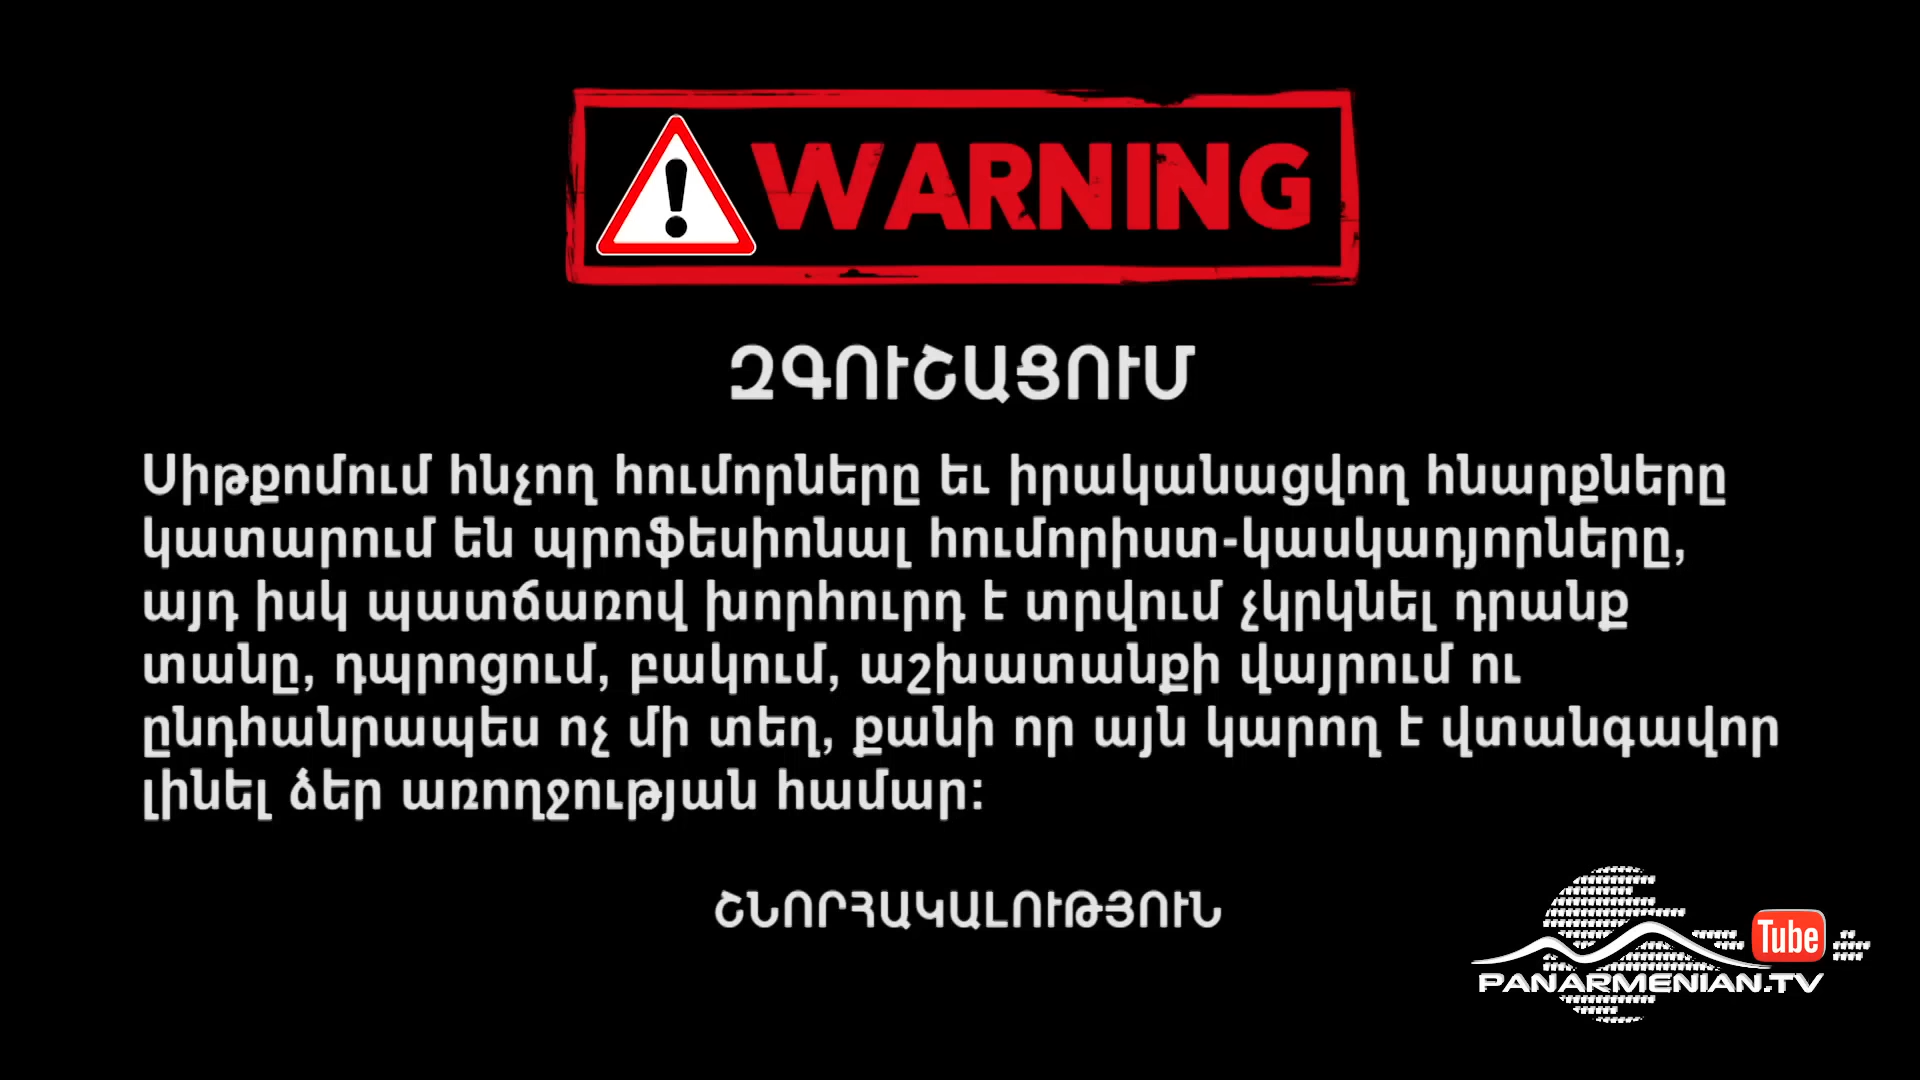 WARNING
ԶԳՈՒՇԱՑՈՒՄ
Սիթքոմում հնչող հումորները եւ իրականացվող հնարքները
կատարում են պրոֆեսիոնալ հումորիստ-կասկադյորները,
այդ իսկ պատճառով խորհուրդ է տրվում չկրկնել դրանք
տանը, դպրոցում, բակում, աշխատանքի վայրում ու
ընդհանրապես ոչ մի տեղ, քանի որ այն կարող է վտանգավոր
լինել ձեր առողջության համար:
ՇՆՈՐՀԱԿԱԼՈՒԹՅՈՒՆ
Tube
PANARMENIAN.TV